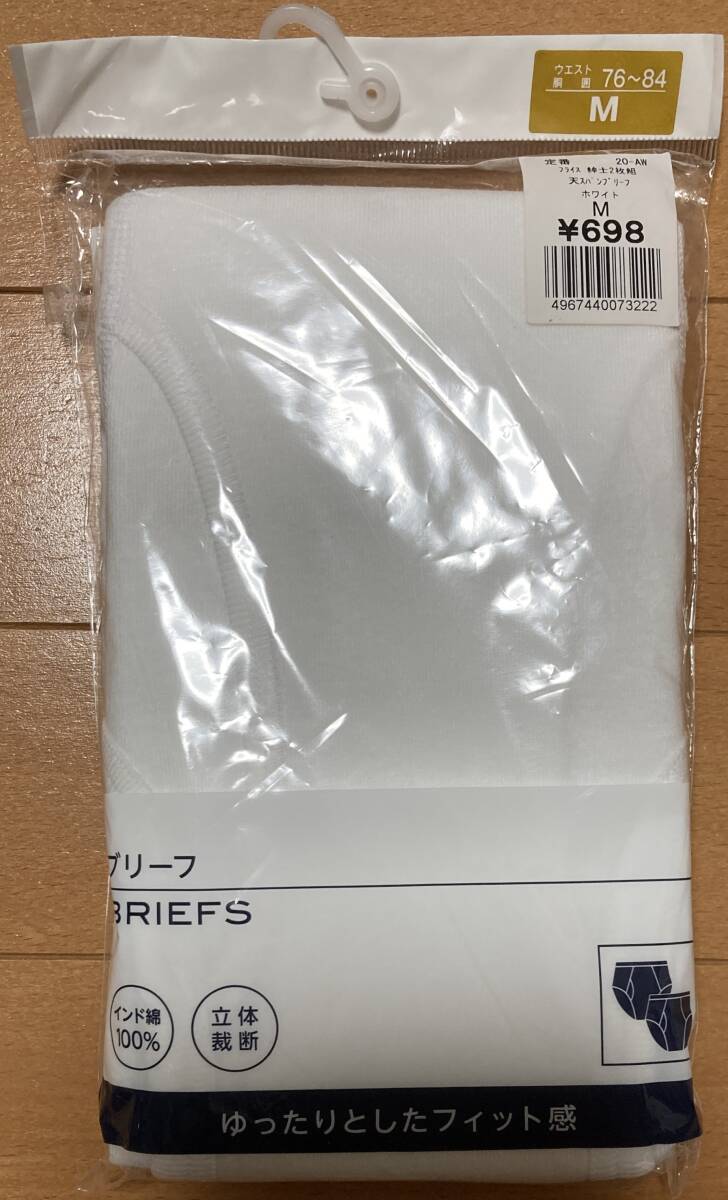 ウエスト
胴囲 76~84
M
定番 20-AW
フライス 紳士2枚組
天スパンブリーフ
ホワイト
M
¥698
4967440073222
ブリーフ
BRIEFS
インド綿
100%
立体
裁断
ゆったりとしたフィット感